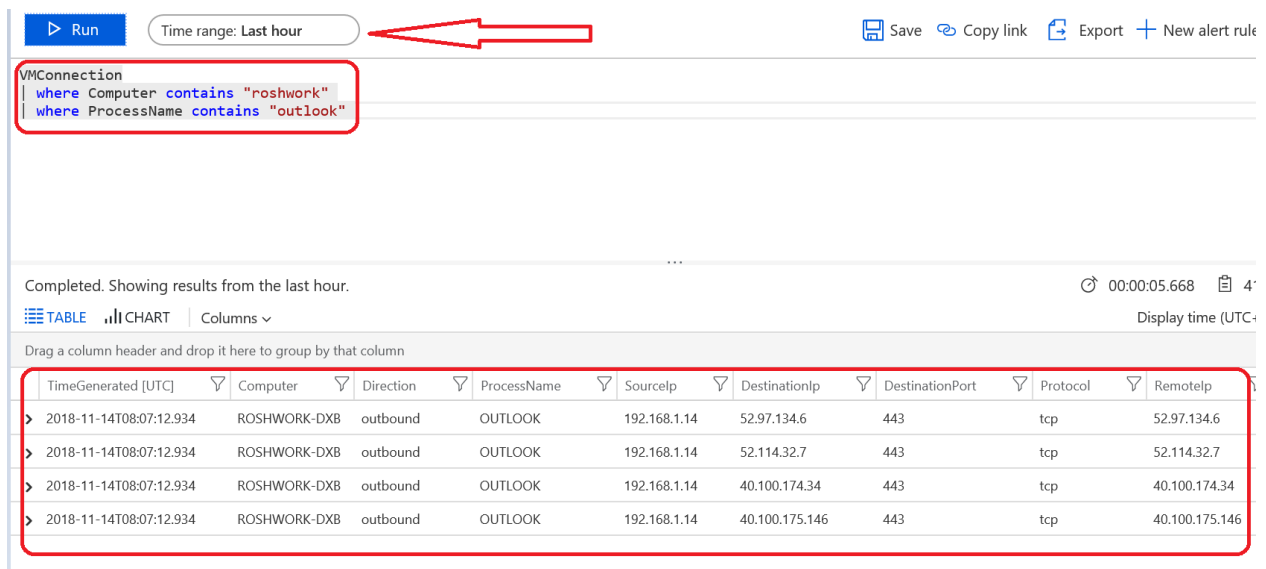 Run Time range: Last hour Save Copy link Export New alert rule
VMConnection
| where Computer contains "roshwork"
| where ProcessName contains "outlook"
...
Completed. Showing results from the last hour. 00:00:05.668 41
TABLE CHART Columns
Display time (UTC+
Drag a column header and drop it here to group by that column
TimeGenerated [UTC] Computer Direction ProcessName SourceIp DestinationIp DestinationPort Protocol RemoteIp
2018-11-14T08:07:12.934 ROSHWORK-DXB outbound OUTLOOK 192.168.1.14 52.97.134.6 443 tcp 52.97.134.6
2018-11-14T08:07:12.934 ROSHWORK-DXB outbound OUTLOOK 192.168.1.14 52.114.32.7 443 tcp 52.114.32.7
2018-11-14T08:07:12.934 ROSHWORK-DXB outbound OUTLOOK 192.168.1.14 40.100.174.34 443 tcp 40.100.174.34
2018-11-14T08:07:12.934 ROSHWORK-DXB outbound OUTLOOK 192.168.1.14 40.100.175.146 443 tcp 40.100.175.146